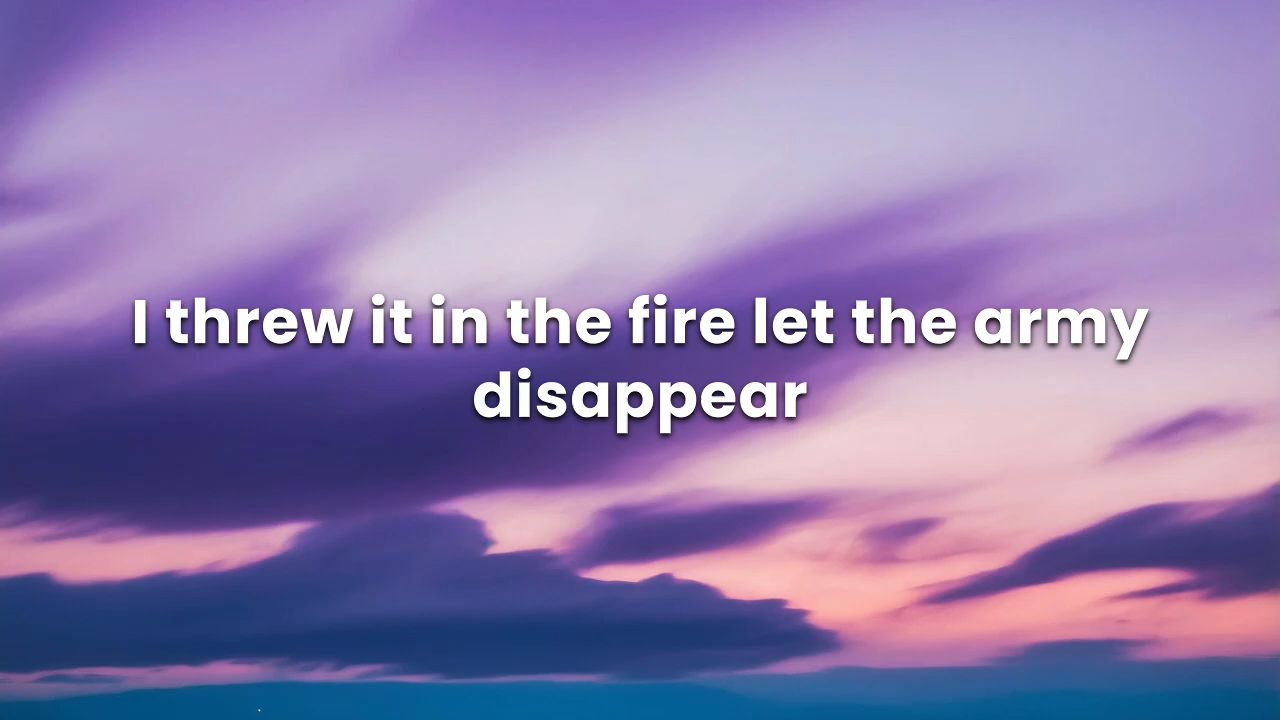 I threw it in the fire let the army
disappear